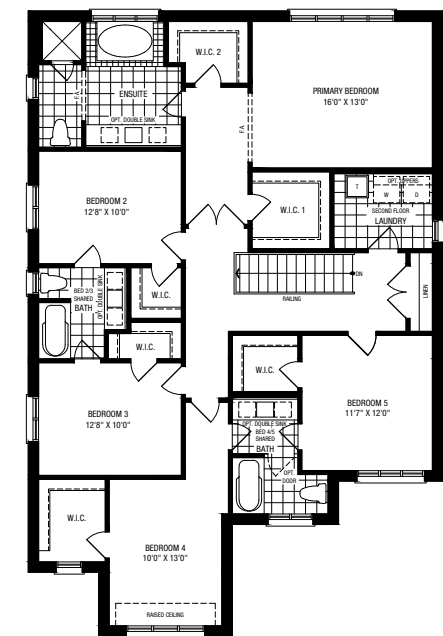 W.I.C. 2
PRIMARY BEDROOM
16'0" X 13'0"
F.A.
ENSUITE
OPT. DOUBLE SINK
F.A.
BEDROOM 2
12'8" X 10'0"
W.I.C. 1
T
OPT. UPPERS
W
D
SECOND FLOOR
LAUNDRY
BED 2/3
SHARED
BATH
OPT. DOUBLE SINK
W.I.C.
DN
RAILING
LINEN
W.I.C.
W.I.C.
BEDROOM 3
12'8" X 10'0"
BEDROOM 5
11'7" X 12'0"
OPT. DOUBLE SINK
BED 4/5
SHARED
BATH
OPT.
DOOR
W.I.C.
BEDROOM 4
10'0" X 13'0"
RAISED CEILING